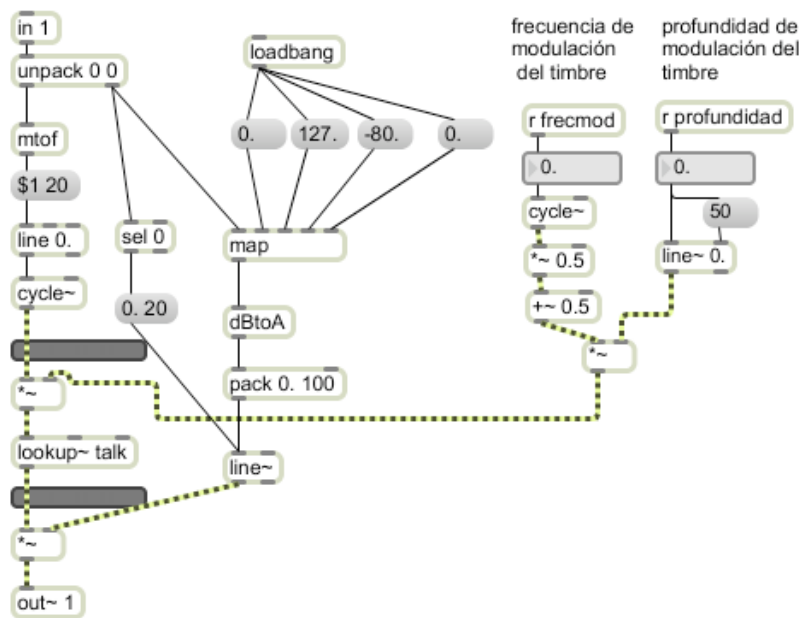 in 1
unpack 0 0
mtof
$1 20
line 0.
cycle~
*~
lookup~ talk
*~
out~ 1
sel 0
0. 20
loadbang
0.
127.
-80.
0.
map
dBtoA
pack 0. 100
line~
frecuencia de
modulación
del timbre
r frecmod
0.
cycle~
*~ 0.5
+~ 0.5
*~
profundidad de
modulación del
timbre
r profundidad
0.
50
line~ 0.